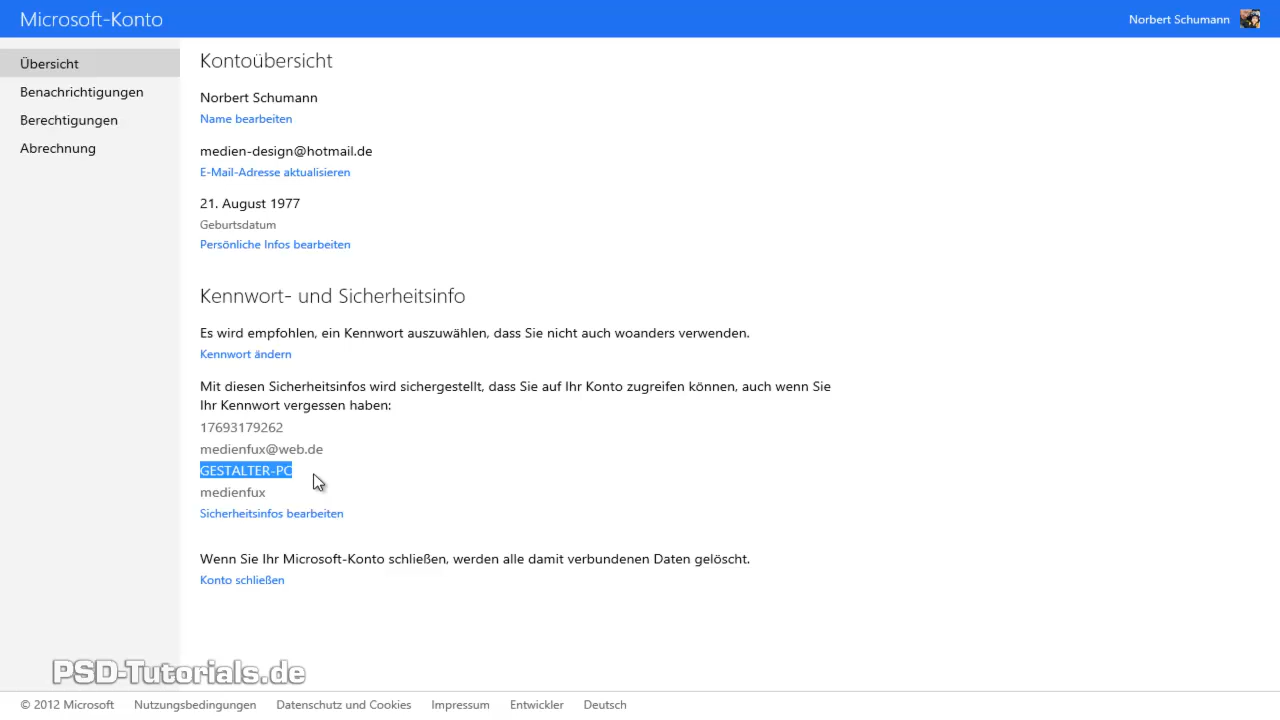 Microsoft-Konto
Norbert Schumann
Übersicht
Benachrichtigungen
Berechtigungen
Abrechnung
Kontoübersicht
Norbert Schumann
Name bearbeiten
medien-design@hotmail.de
E-Mail-Adresse aktualisieren
21. August 1977
Geburtsdatum
Persönliche Infos bearbeiten
Kennwort- und Sicherheitsinfo
Es wird empfohlen, ein Kennwort auszuwählen, dass Sie nicht auch woanders verwenden.
Kennwort ändern
Mit diesen Sicherheitsinfos wird sichergestellt, dass Sie auf Ihr Konto zugreifen können, auch wenn Sie
Ihr Kennwort vergessen haben:
17693179262
medienfux@web.de
GESTALTER-PC
medienfux
Sicherheitsinfos bearbeiten
Wenn Sie Ihr Microsoft-Konto schließen, werden alle damit verbundenen Daten gelöscht.
Konto schließen
PSD-Tutorials.de
© 2012 Microsoft Nutzungsbedingungen Datenschutz und Cookies Impressum Entwickler Deutsch